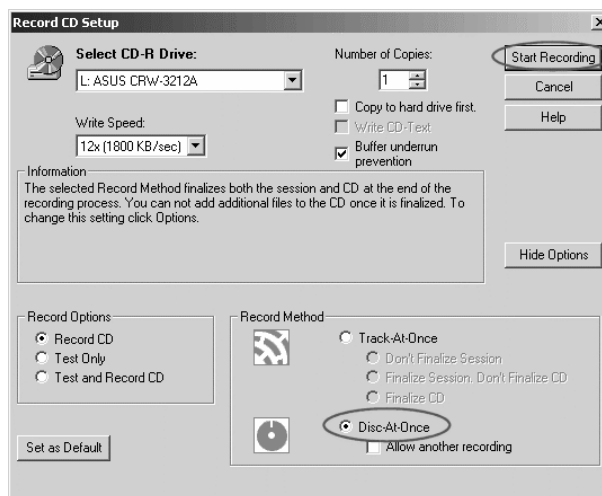 Record CD Setup
Select CD-R Drive:
L: ASUS CRW-3212A
Write Speed:
12x (1800 KB/sec)
Number of Copies:
1
Copy to hard drive first.
Write CD-Text
Buffer underrun
prevention
Start Recording
Cancel
Help
Information
The selected Record Method finalizes both the session and CD at the end of the
recording process. You can not add additional files to the CD once it is finalized. To
change this setting click Options.
Hide Options
Record Options
Record CD
Test Only
Test and Record CD
Set as Default
Record Method
Track-At-Once
Don't Finalize Session
Finalize Session. Don't Finalize CD
Finalize CD
Disc-At-Once
Allow another recording